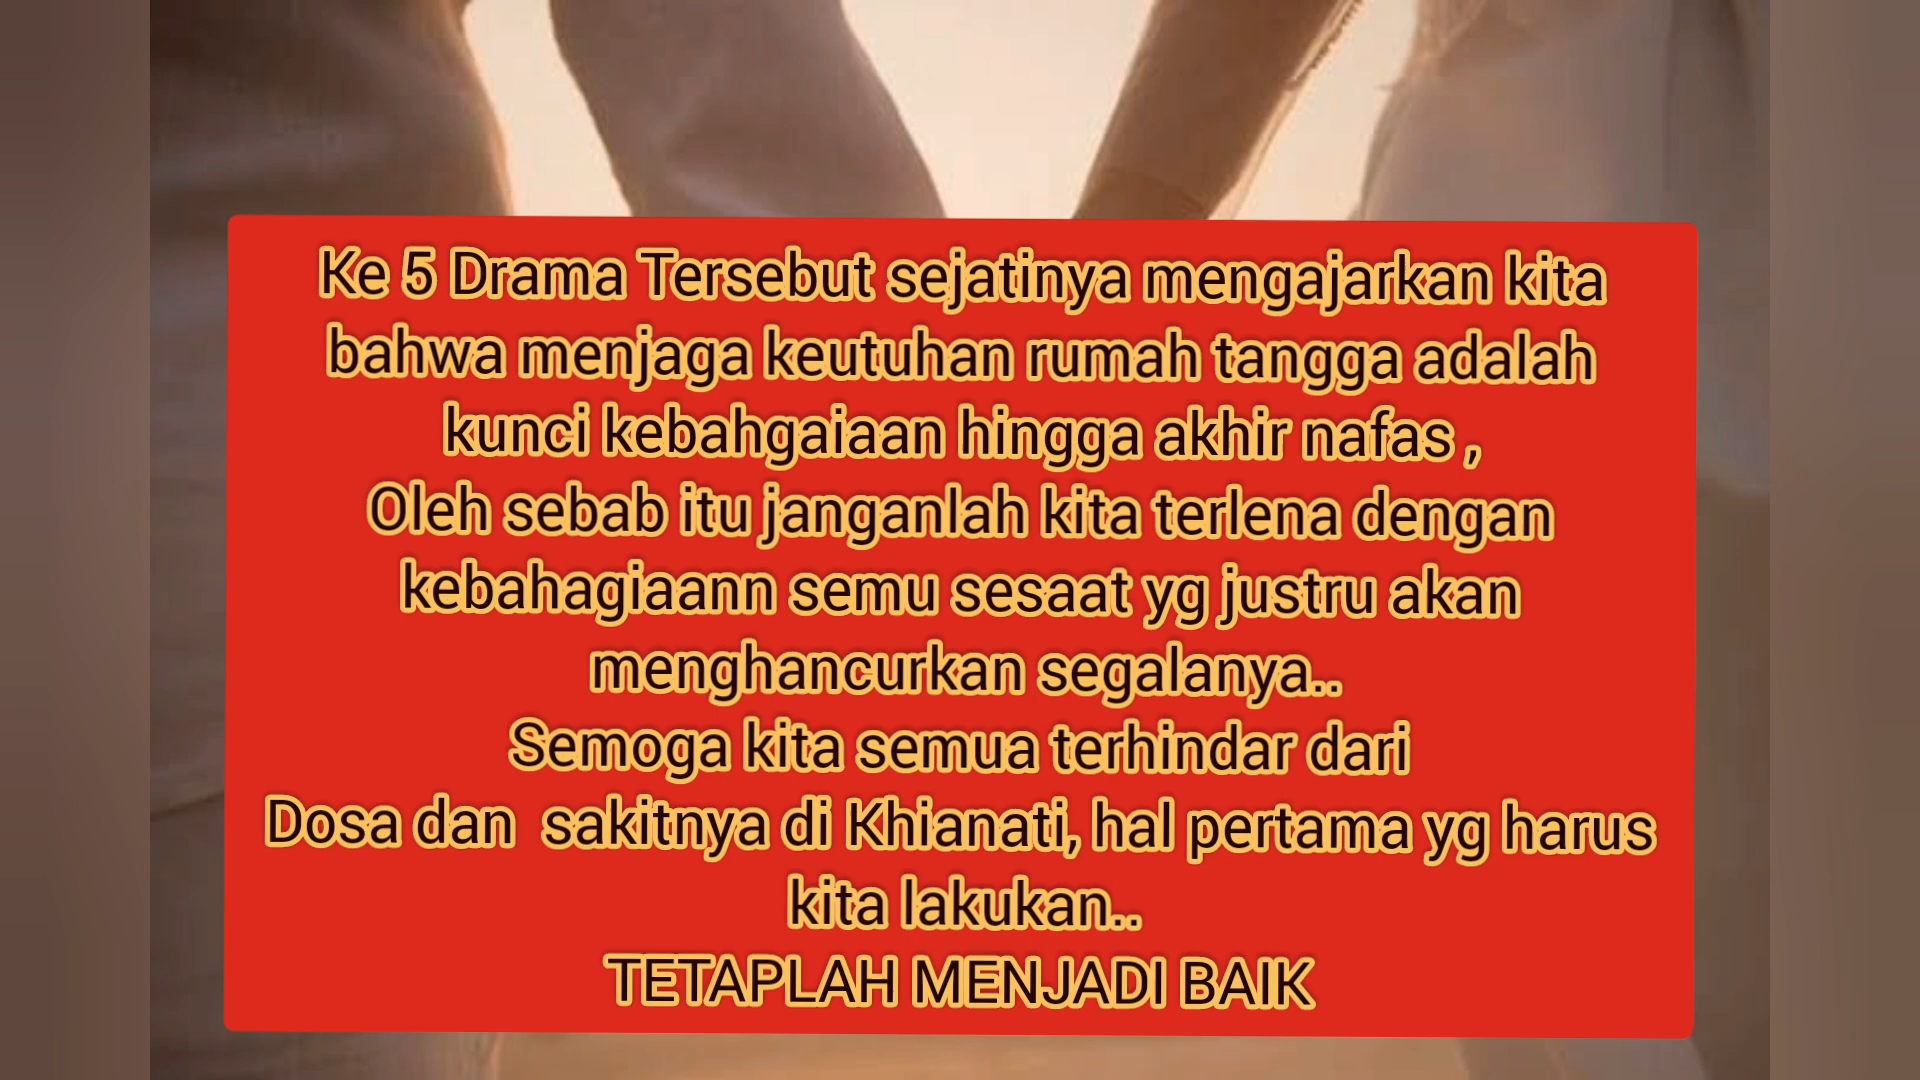 Ke 5 Drama Tersebut sejatinya mengajarkan kita
bahwa menjaga keutuhan rumah tangga adalah
kunci kebahgaiaan hingga akhir nafas ,
Oleh sebab itu janganlah kita terlena dengan
kebahagiaann semu sesaat yg justru akan
menghancurkan segalanya..
Semoga kita semua terhindar dari
Dosa dan  sakitnya di Khianati, hal pertama yg harus
kita lakukan..
TETAPLAH MENJADI BAIK